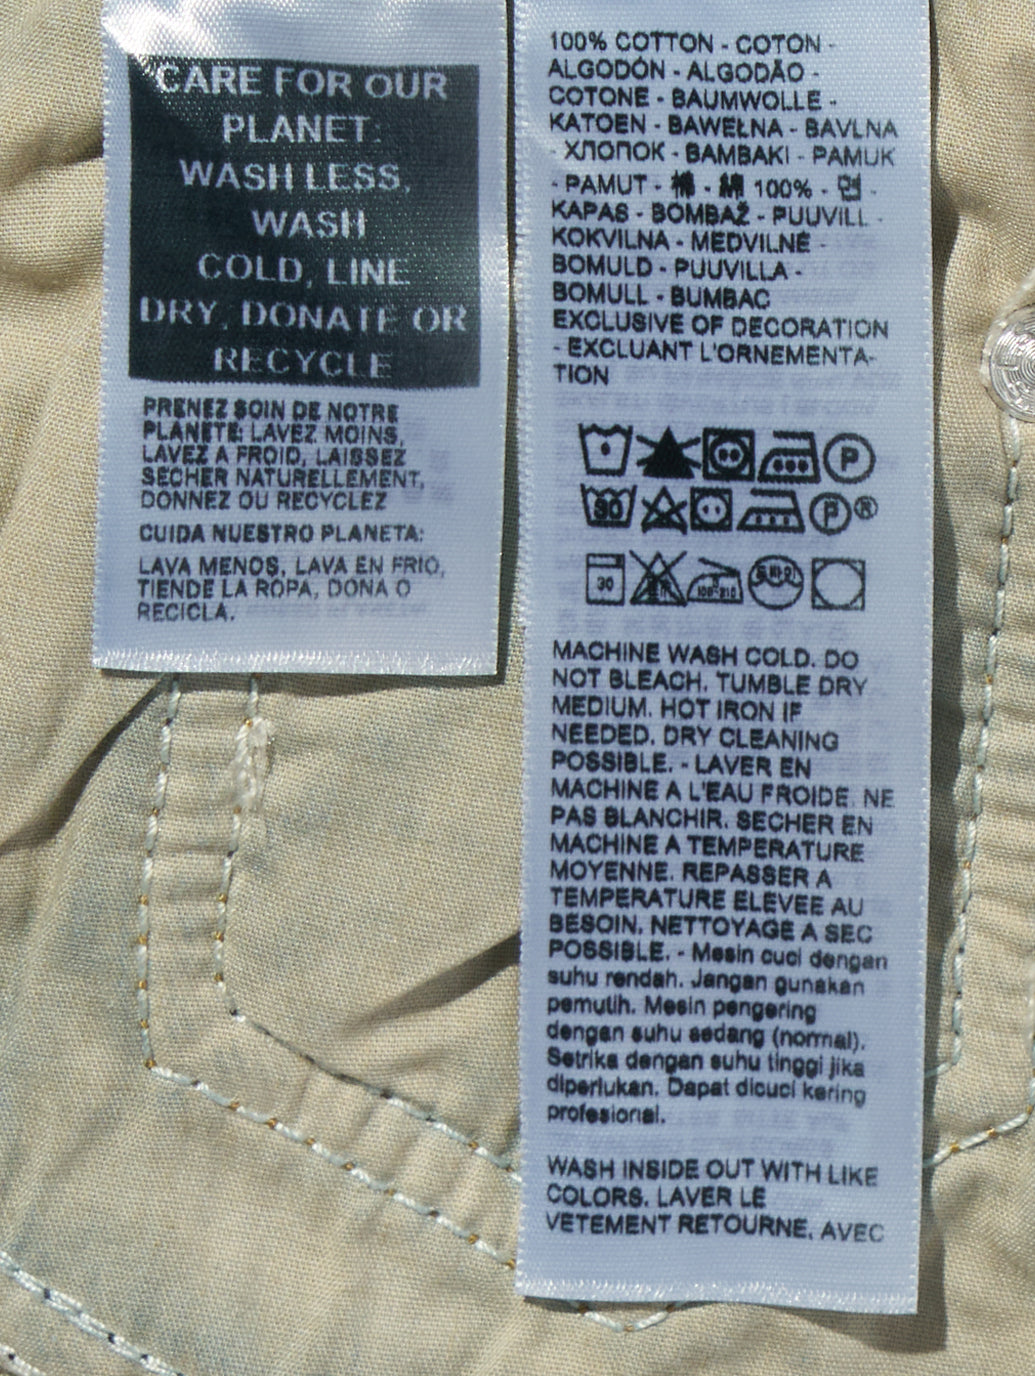 CARE FOR OUR
PLANET:
WASH LESS,
WASH
COLD, LINE
DRY, DONATE OR
RECYCLE
PRENEZ SOIN DE NOTRE
PLANETE: LAVEZ MOINS,
LAVEZ A FROID, LAISSEZ
SECHER NATURELLEMENT,
DONNEZ OU RECYCLEZ
CUIDA NUESTRO PLANETA:
LAVA MENOS, LAVA EN FRIO,
TIENDE LA ROPA, DONA O
RECICLA.
100% COTTON - COTON -
ALGODÓN - ALGODÃO -
COTONE - BAUMWOLLE -
KATOEN - BAWEŁNA - BAVLNA
- ХЛОПОК - BAMBAKI - PAMUK
- PAMUT - 棉 - 綿 100% - 면 -
KAPAS - BOMBAŽ - PUUVILL -
KOKVILNA - MEDVILNĖ -
BOMULD - PUUVILLA -
BOMULL - BUMBAC
EXCLUSIVE OF DECORATION
- EXCLUANT L'ORNEMENTA-
TION
P
30 P ®
30
MACHINE WASH COLD. DO
NOT BLEACH. TUMBLE DRY
MEDIUM. HOT IRON IF
NEEDED. DRY CLEANING
POSSIBLE. - LAVER EN
MACHINE A L'EAU FROIDE. NE
PAS BLANCHIR. SECHER EN
MACHINE A TEMPERATURE
MOYENNE. REPASSER A
TEMPERATURE ELEVEE AU
BESOIN. NETTOYAGE A SEC
POSSIBLE. - Mesin cuci dengan
suhu rendah. Jangan gunakan
pemutih. Mesin pengering
dengan suhu sedang (normal).
Setrika dengan suhu tinggi jika
diperlukan. Dapat dicuci kering
profesional.
WASH INSIDE OUT WITH LIKE
COLORS. LAVER LE
VETEMENT RETOURNE, AVEC